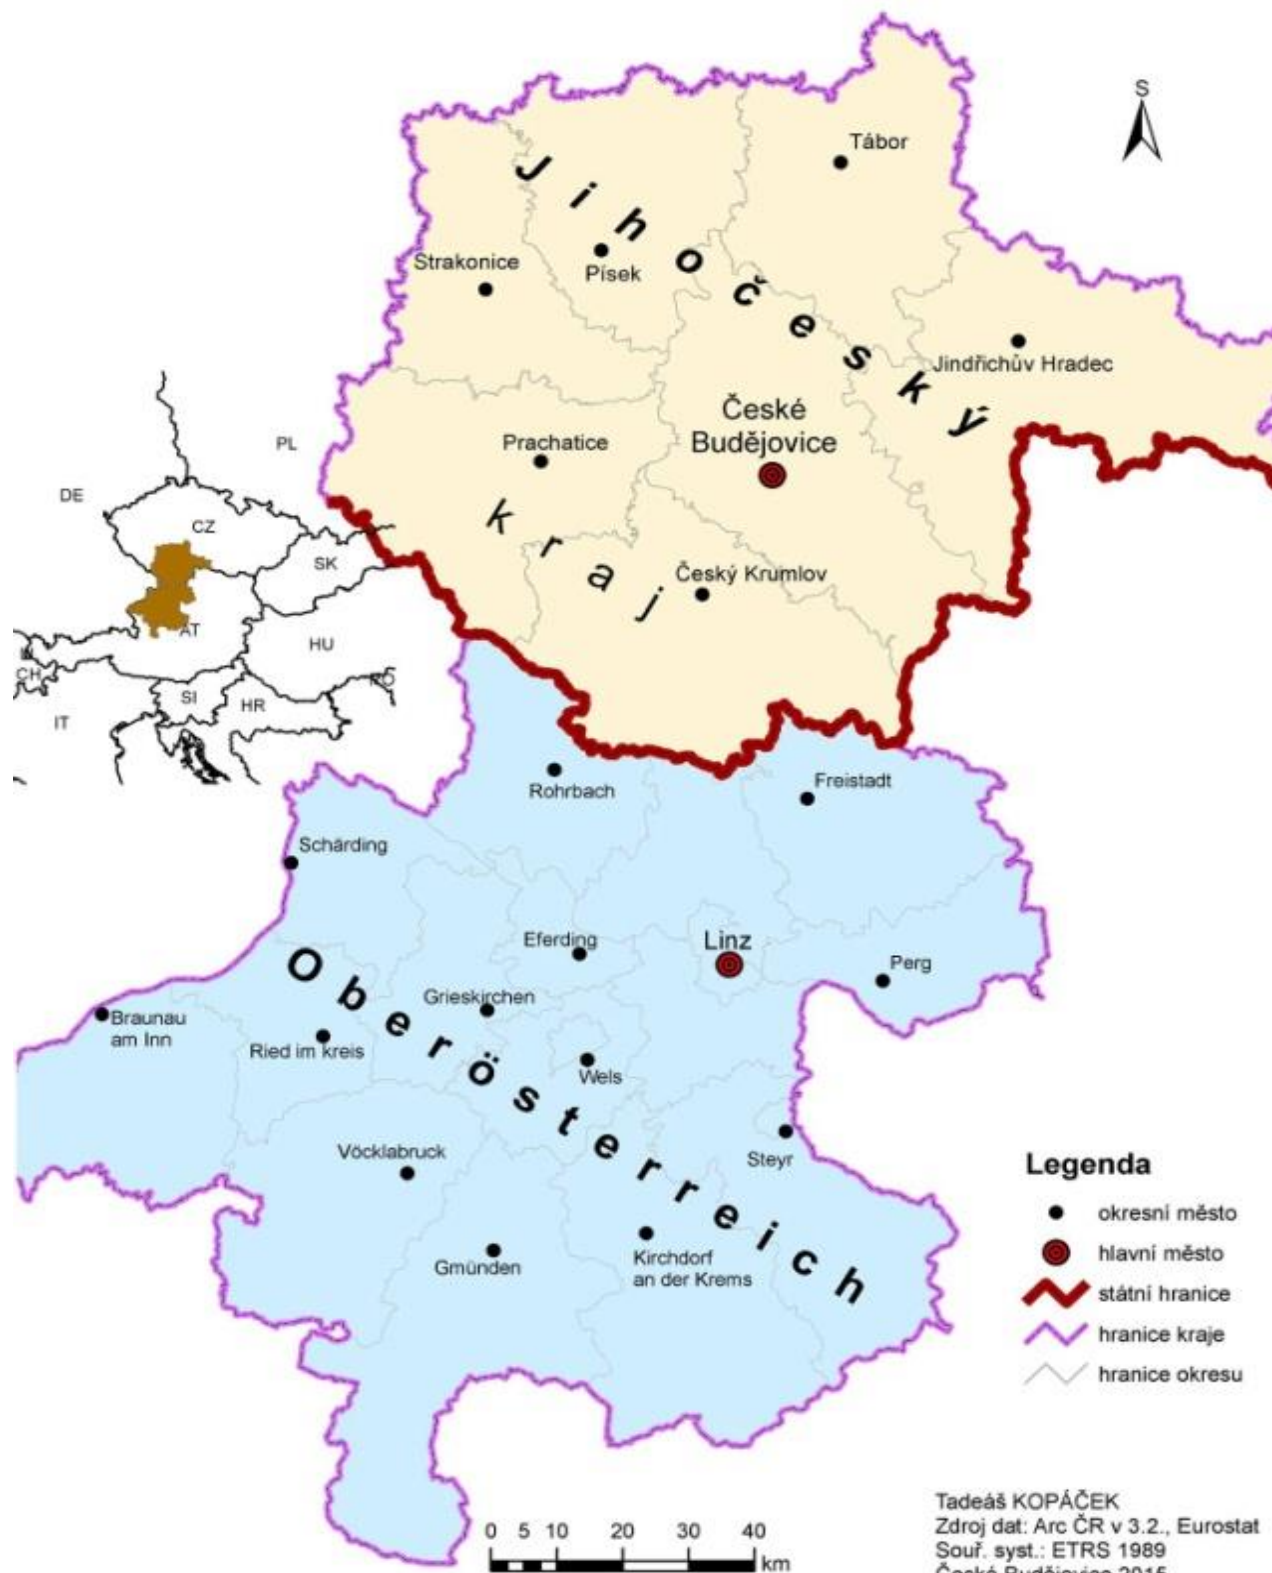 S
Tábor
Jihočeský
Strakonice
Písek
Jindřichův Hradec
České
Budějovice
Prachatice
kraj
Český Krumlov
PL
DE
CZ
SK
AT
HU
CH
SI
HR
IT
Rohrbach
Freistadt
Schärding
Eferding
Linz
Perg
Oberösterreich
Grieskirchen
Braunau
am Inn
Ried im kreis
Wels
Vöcklabruck
Steyr
Gmünden
Kirchdorf
an der Krems
Legenda
okresní město
hlavní město
státní hranice
hranice kraje
hranice okresu
0 5 10 20 30 40
km
Tadeáš KOPÁČEK
Zdroj dat: Arc ČR v 3.2., Eurostat
Souř. syst.: ETRS 1989
České Budějovice 2015